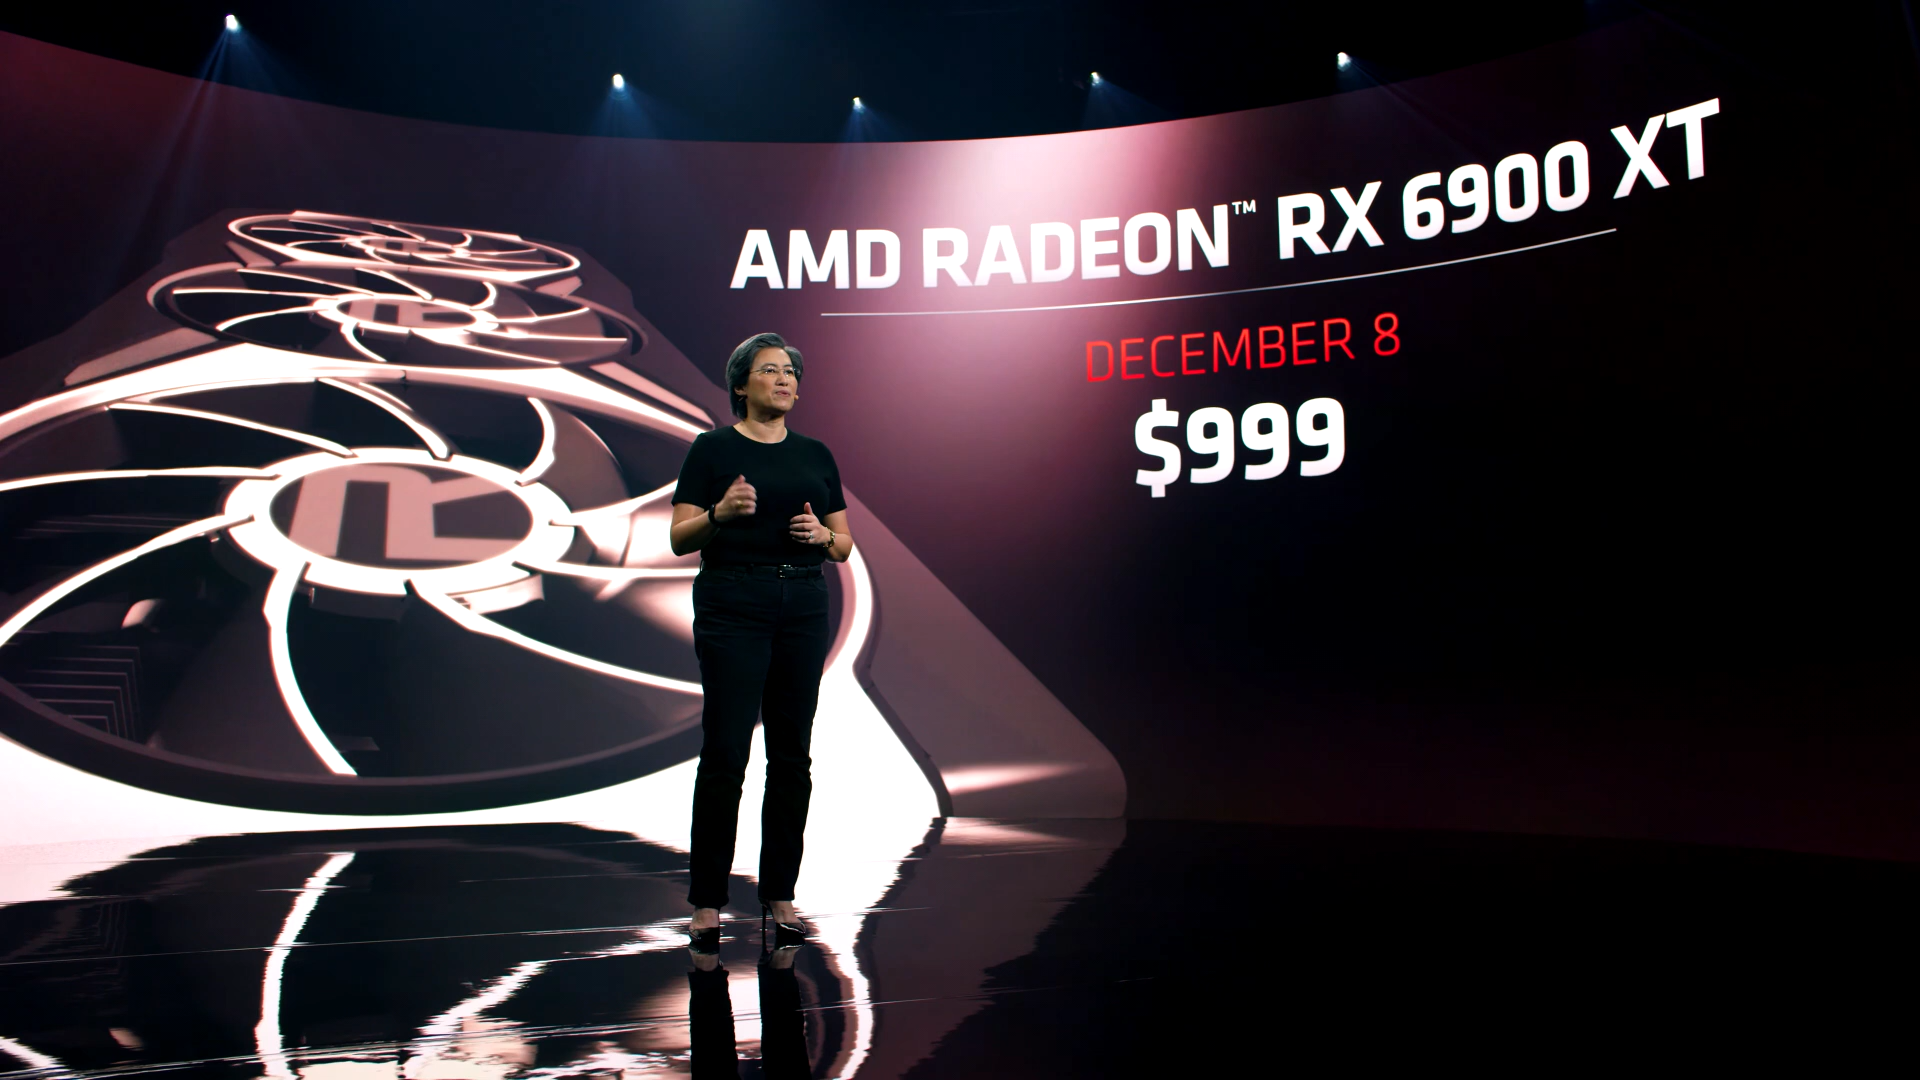 AMD RADEON™ RX 6900 XT
DECEMBER 8
$999
R
R